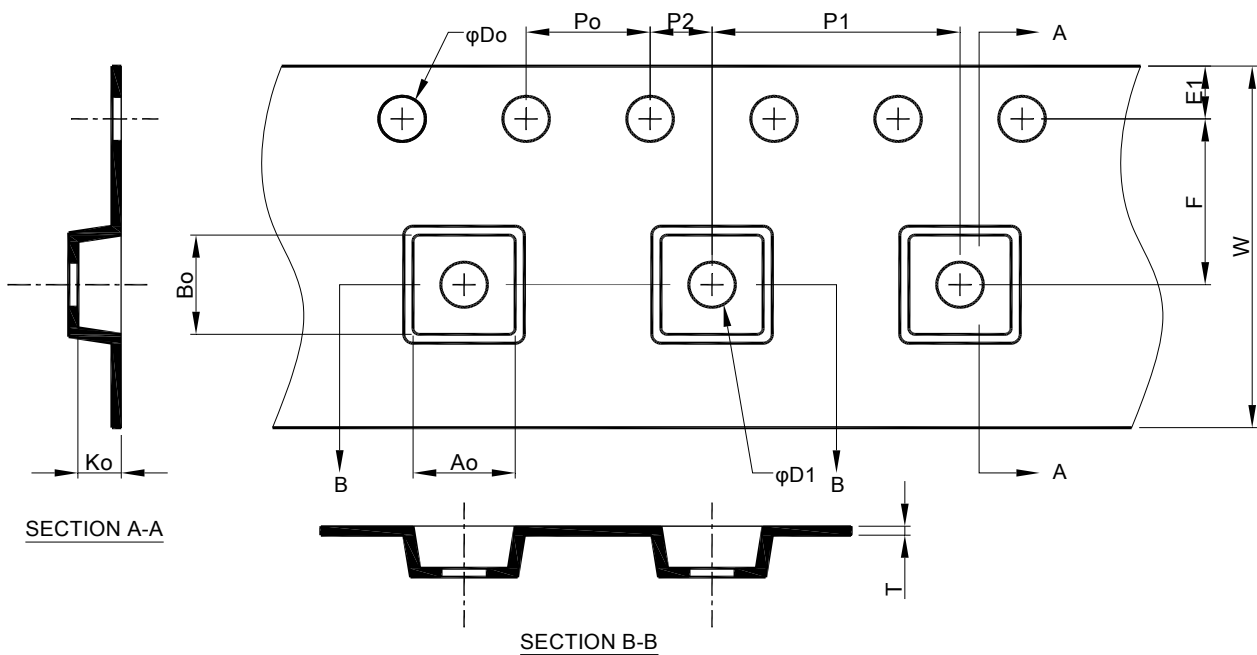 Po
P2
P1
φDo
A
E1
F
W
Bo
Ko
B
Ao
φD1
B
A
SECTION A-A
T
SECTION B-B